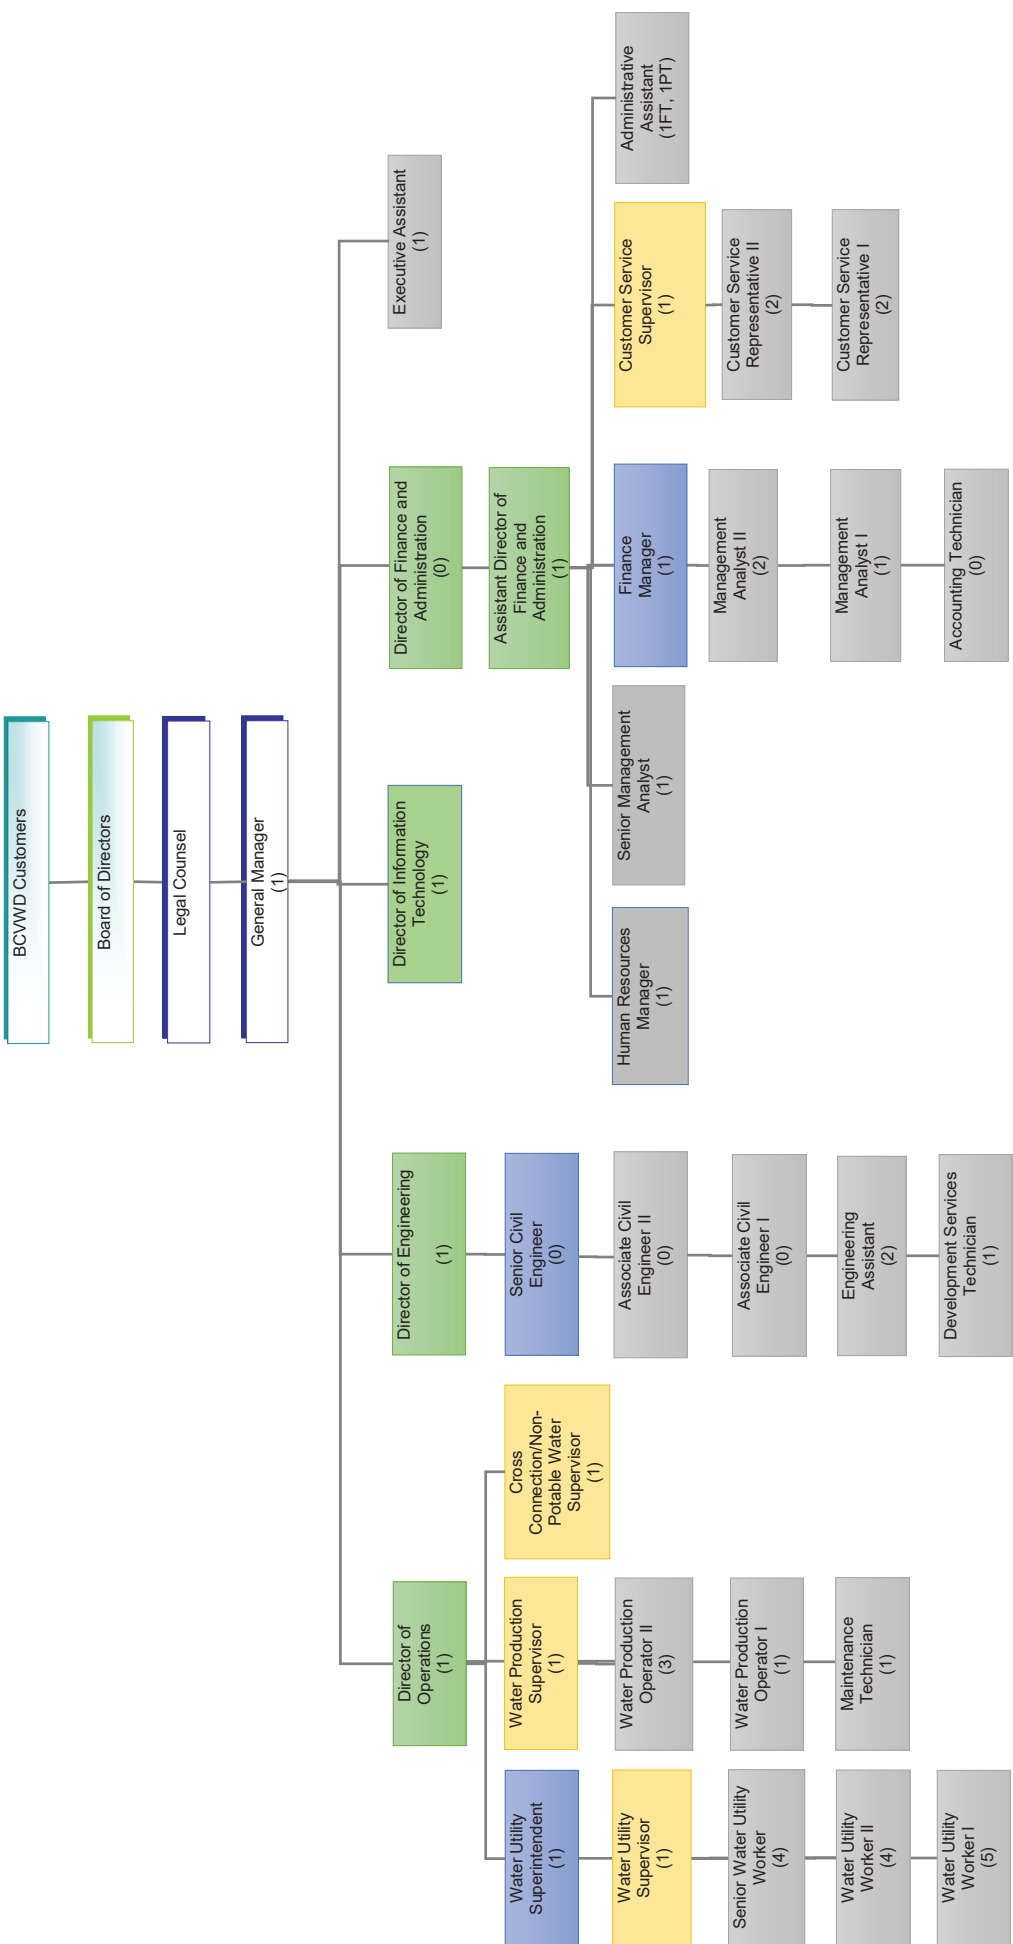 BCVWD Customers
Board of Directors
Legal Counsel
General Manager
(1)
Director of
Operations
(1)
Director of Engineering
(1)
Director of Information
Technology
(1)
Director of Finance and
Administration
(0)
Executive Assistant
(1)
Assistant Director of
Finance and
Administration
(1)
Water Utility
Superintendent
(1)
Water Production
Supervisor
(1)
Cross
Connection/Non-
Potable Water
Supervisor
(1)
Senior Civil
Engineer
(0)
Water Utility
Supervisor
(1)
Water Production
Operator II
(3)
Associate Civil
Engineer II
(0)
Human Resources
Manager
(1)
Senior Management
Analyst
(1)
Finance
Manager
(1)
Customer Service
Supervisor
(1)
Administrative
Assistant
(1FT, 1PT)
Senior Water Utility
Worker
(4)
Water Production
Operator I
(1)
Associate Civil
Engineer I
(0)
Management
Analyst II
(2)
Customer Service
Representative II
(2)
Water Utility
Worker II
(4)
Maintenance
Technician
(1)
Engineering
Assistant
(2)
Management
Analyst I
(1)
Customer Service
Representative I
(2)
Water Utility
Worker I
(5)
Development Services
Technician
(1)
Accounting Technician
(0)